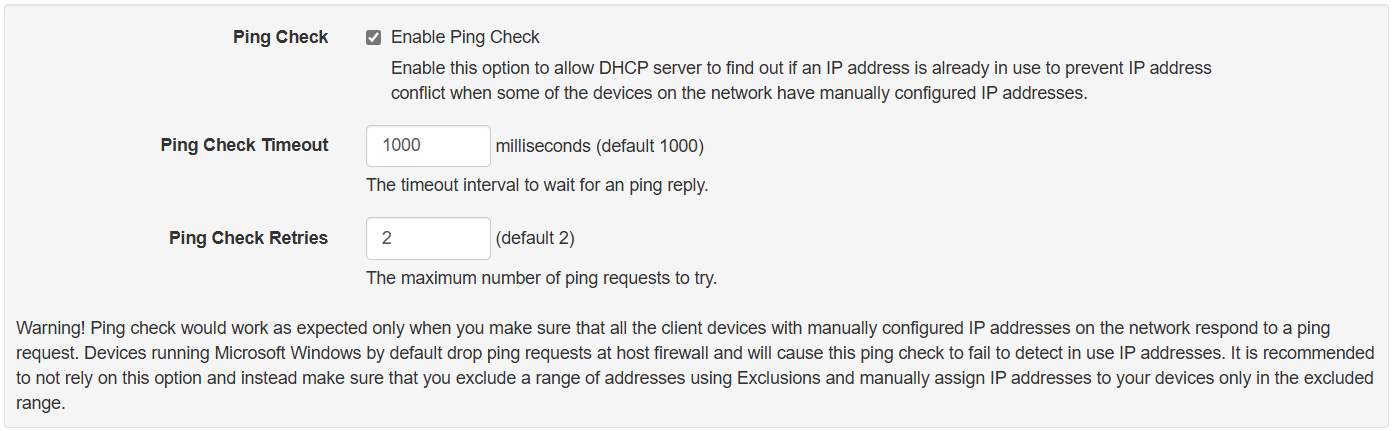 Ping Check Enable Ping Check
Enable this option to allow DHCP server to find out if an IP address is already in use to prevent IP address
conflict when some of the devices on the network have manually configured IP addresses.
Ping Check Timeout 1000 milliseconds (default 1000)
The timeout interval to wait for an ping reply.
Ping Check Retries 2 (default 2)
The maximum number of ping requests to try.
Warning! Ping check would work as expected only when you make sure that all the client devices with manually configured IP addresses on the network respond to a ping
request. Devices running Microsoft Windows by default drop ping requests at host firewall and will cause this ping check to fail to detect in use IP addresses. It is recommended
to not rely on this option and instead make sure that you exclude a range of addresses using Exclusions and manually assign IP addresses to your devices only in the excluded
range.